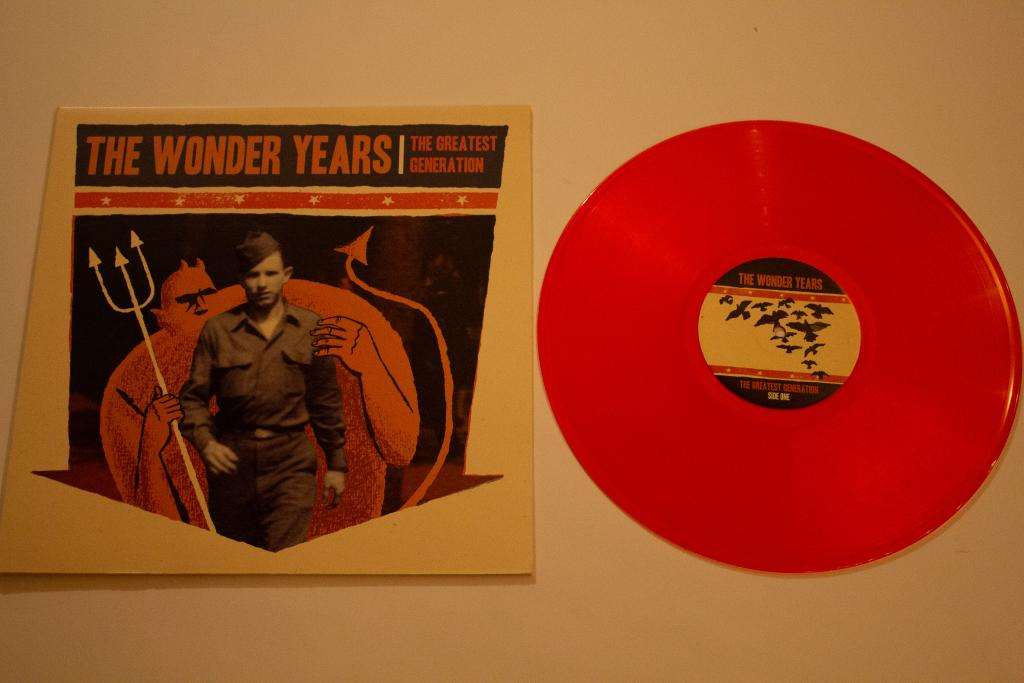 THE WONDER YEARS
THE GREATEST
GENERATION
THE WONDER YEARS
THE GREATEST GENERATION
SIDE ONE